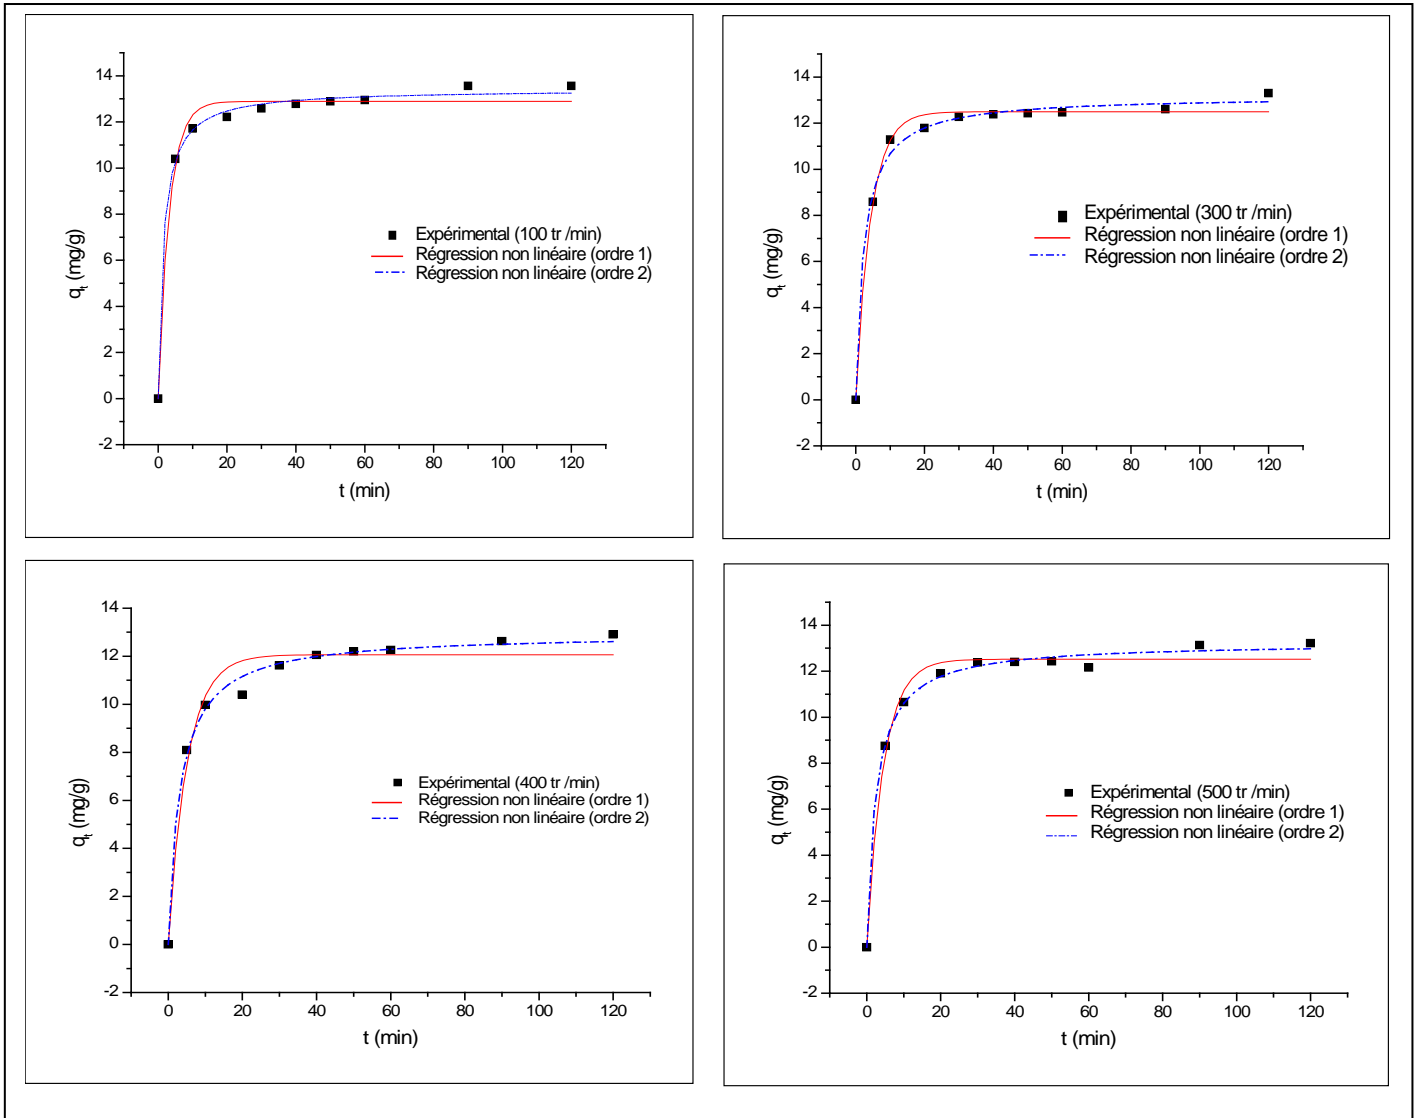 14
12
10
8
6
4
2
0
-2
0 20 40 60 80 100 120
q_t (mg/g)
t (min)
Expérimental (100 tr /min)
Régression non linéaire (ordre 1)
Régression non linéaire (ordre 2)
14
12
10
8
6
4
2
0
-2
0 20 40 60 80 100 120
q_t (mg/g)
t (min)
Expérimental (300 tr /min)
Régression non linéaire (ordre 1)
Régression non linéaire (ordre 2)
14
12
10
8
6
4
2
0
-2
0 20 40 60 80 100 120
q_t (mg/g)
t (min)
Expérimental (400 tr /min)
Régression non linéaire (ordre 1)
Régression non linéaire (ordre 2)
14
12
10
8
6
4
2
0
-2
0 20 40 60 80 100 120
q_t (mg/g)
t (min)
Expérimental (500 tr /min)
Régression non linéaire (ordre 1)
Régression non linéaire (ordre 2)